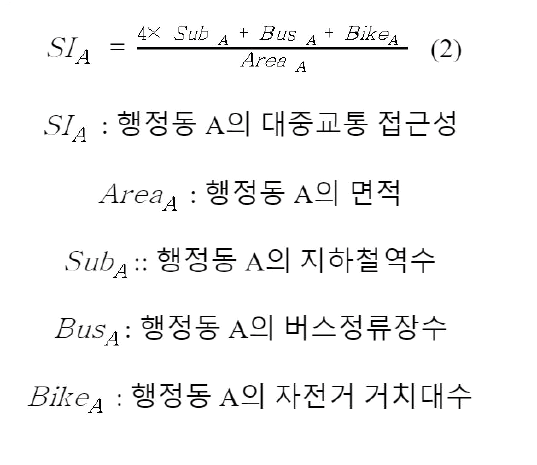 SI_A = (4× Sub_A + Bus_A + Bike_A) / Area_A (2)
SI_A : 행정동 A의 대중교통 접근성
Area_A : 행정동 A의 면적
Sub_A :: 행정동 A의 지하철역수
Bus_A : 행정동 A의 버스정류장수
Bike_A : 행정동 A의 자전거 거치대수